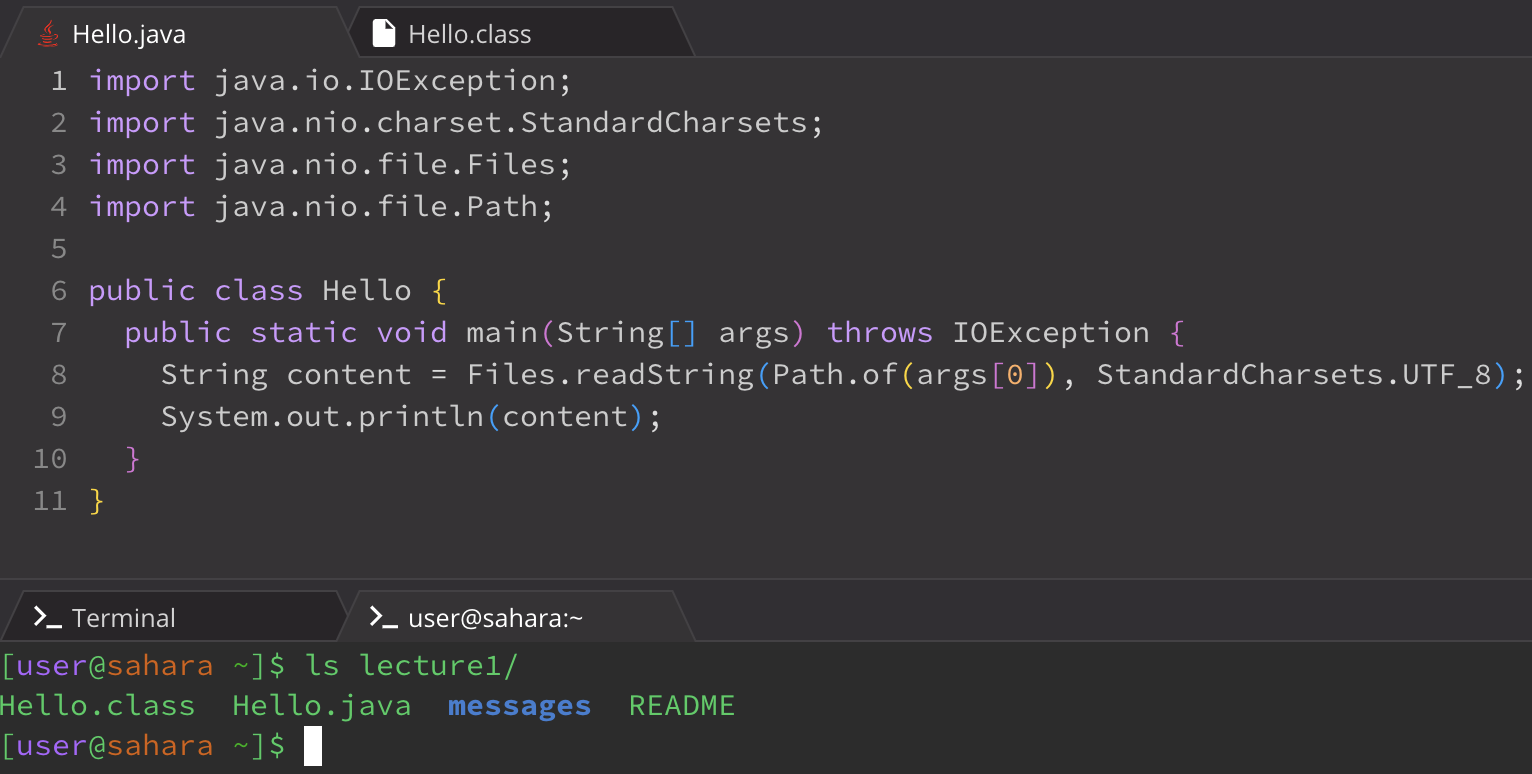 Hello.java Hello.class
1 import java.io.IOException;
2 import java.nio.charset.StandardCharsets;
3 import java.nio.file.Files;
4 import java.nio.file.Path;
5
6 public class Hello {
7   public static void main(String[] args) throws IOException {
8     String content = Files.readString(Path.of(args[0]), StandardCharsets.UTF_8);
9     System.out.println(content);
10   }
11 }
>_ Terminal >_ user@sahara:~
[user@sahara ~]$ ls lecture1/
Hello.class  Hello.java  messages  README
[user@sahara ~]$